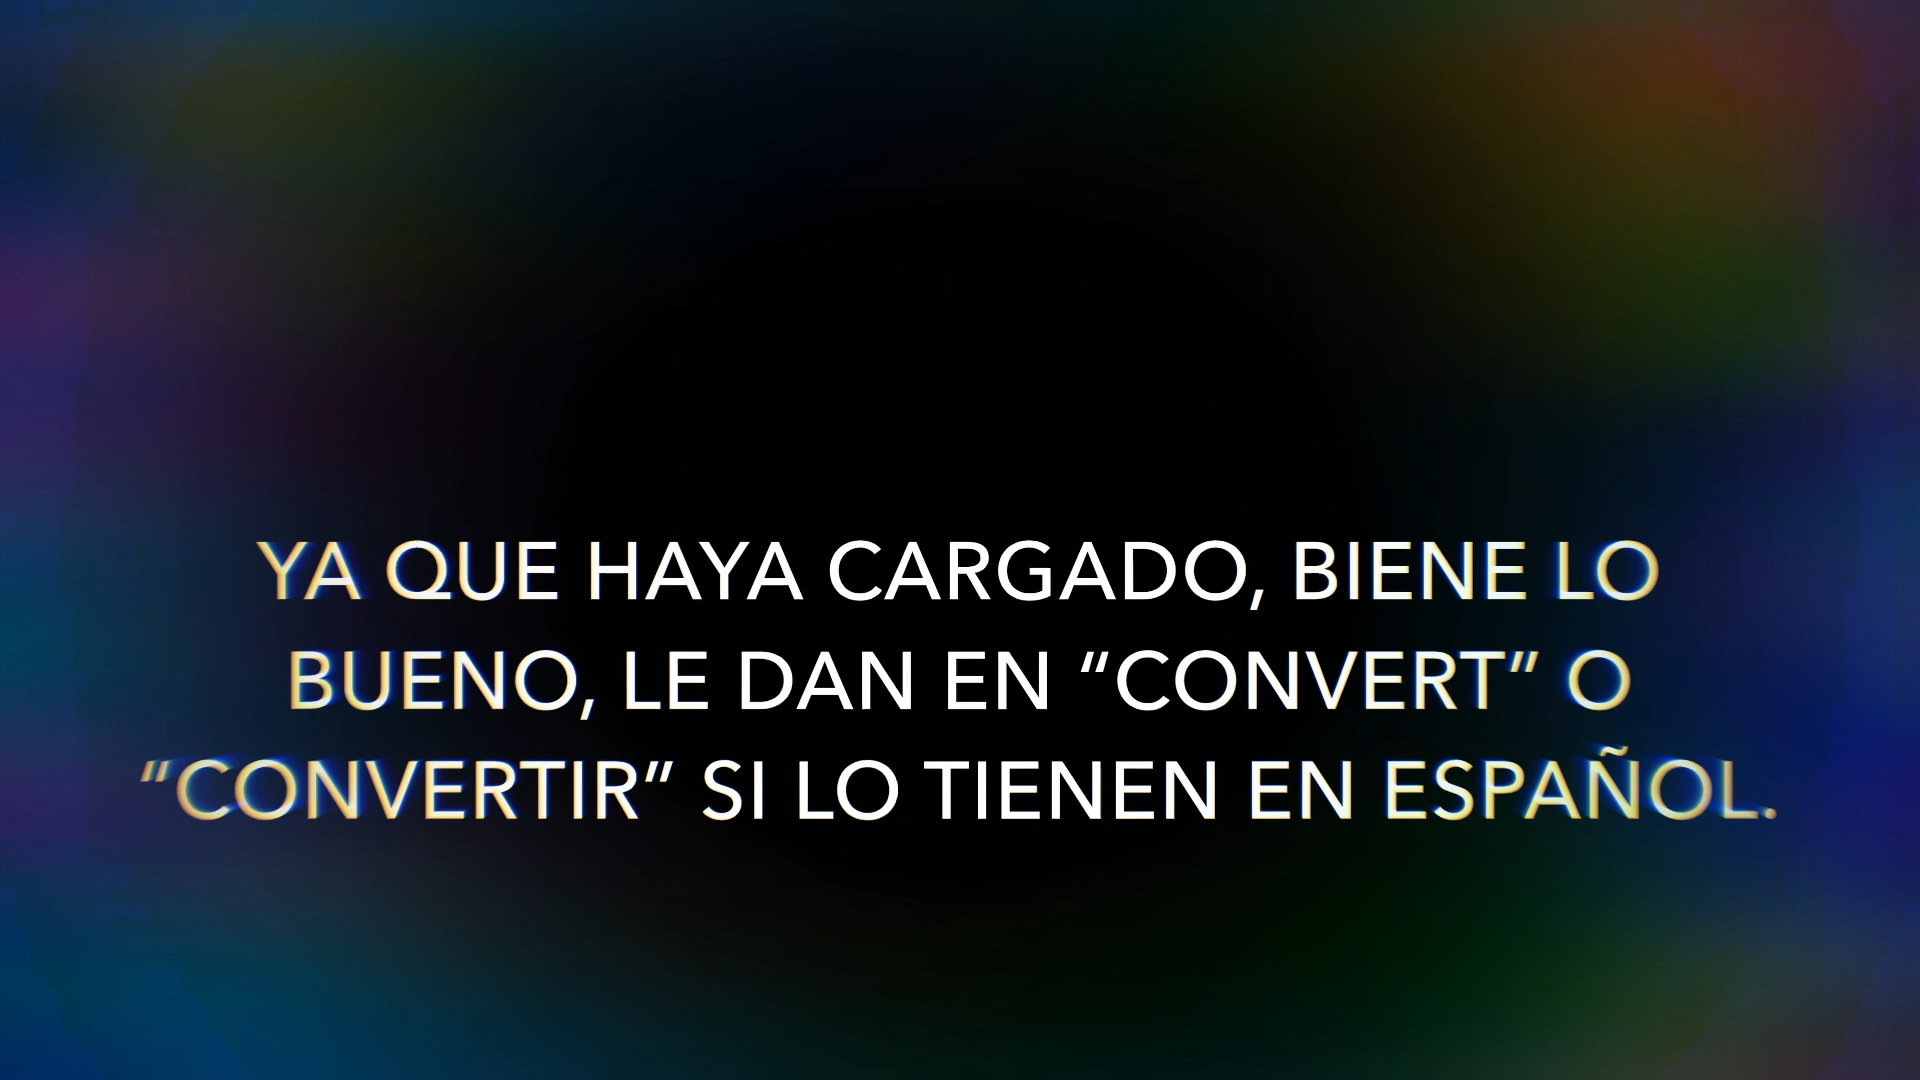 YA QUE HAYA CARGADO, BIENE LO
BUENO, LE DAN EN “CONVERT” O
“CONVERTIR” SI LO TIENEN EN ESPAÑOL.